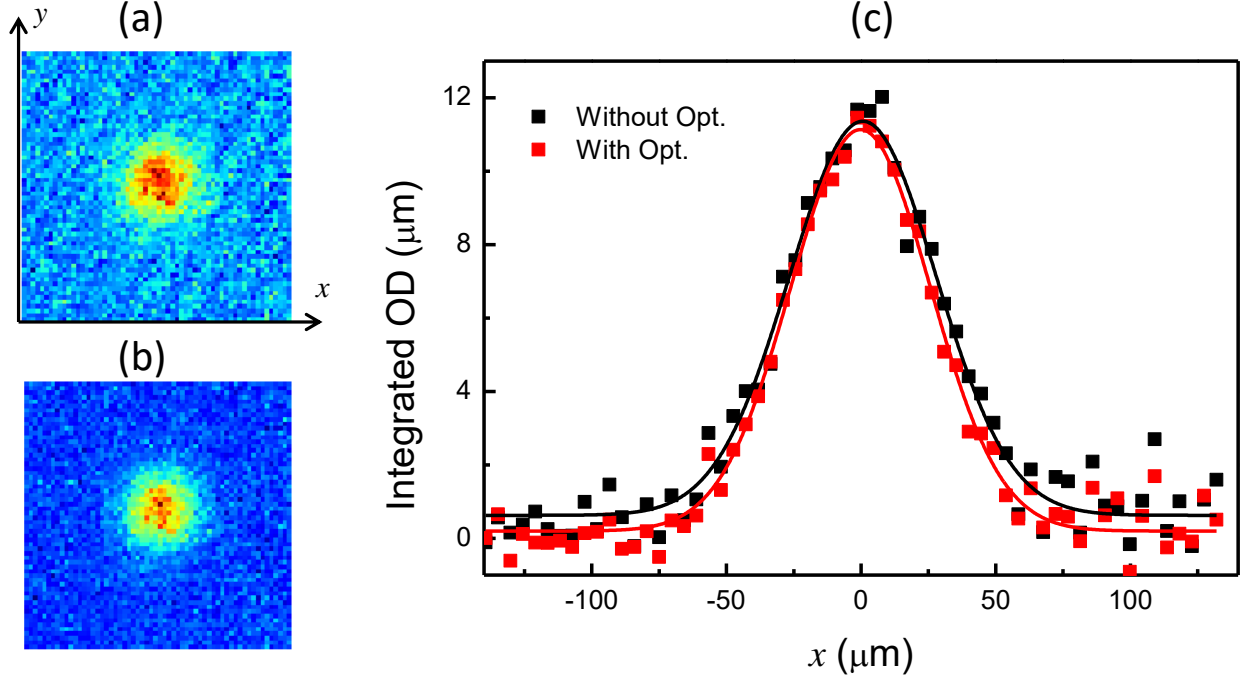 (a)
y
x
(b)
(c)
12
8
4
0
Integrated OD (μm)
Without Opt.
With Opt.
-100
-50
0
50
100
x (μm)